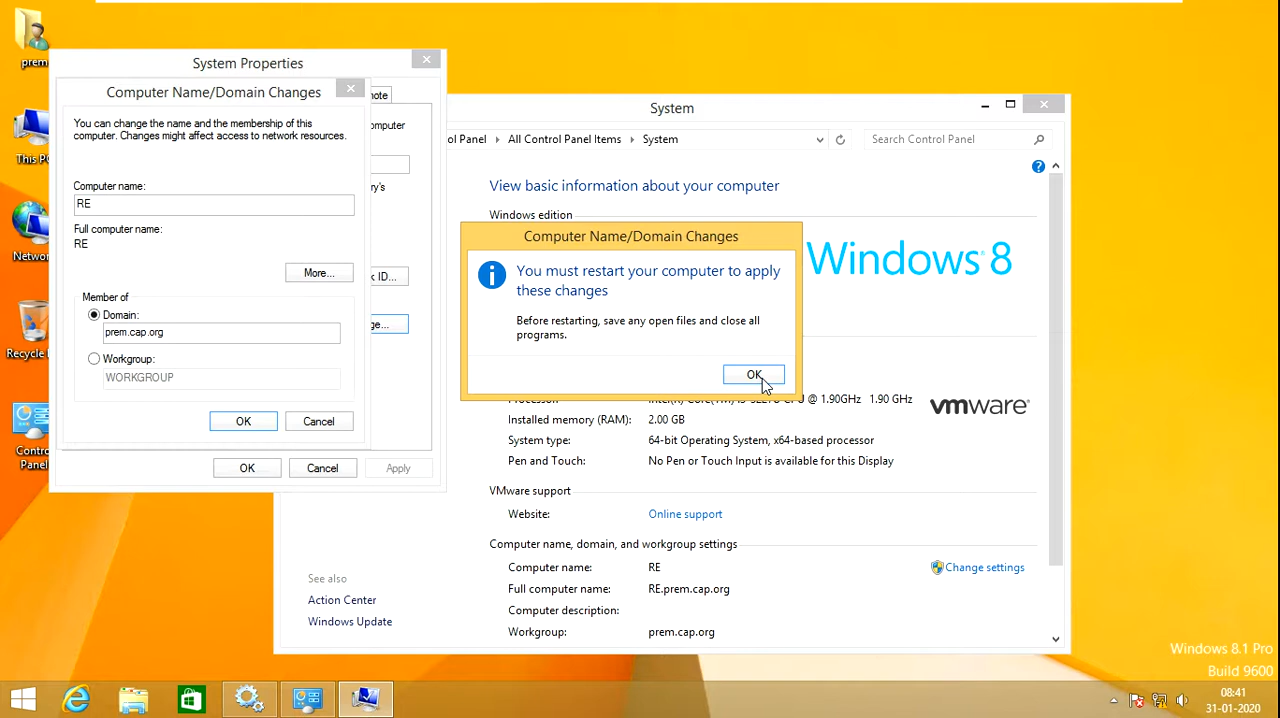 prem
This PC
Networ
Recycle
Contro
Panel
System Properties
note
omputer
ry's
k ID...
ge...
OK
Cancel
Apply
Computer Name/Domain Changes
You can change the name and the membership of this
computer. Changes might affect access to network resources.
Computer name:
RE
Full computer name:
RE
More...
Member of
Domain:
prem.cap.org
Workgroup:
WORKGROUP
OK
Cancel
System
ol Panel
All Control Panel Items
System
Search Control Panel
View basic information about your computer
Windows edition
Windows 8
Computer Name/Domain Changes
You must restart your computer to apply
these changes
Before restarting, save any open files and close all
programs.
OK
CPU @ 1.90GHz 1.90 GHz
vmware
Installed memory (RAM): 2.00 GB
System type: 64-bit Operating System, x64-based processor
Pen and Touch: No Pen or Touch Input is available for this Display
VMware support
Website: Online support
Computer name, domain, and workgroup settings
Computer name: RE
Change settings
Full computer name: RE.prem.cap.org
Computer description:
Workgroup: prem.cap.org
See also
Action Center
Windows Update
Windows 8.1 Pro
Build 9600
08:41
31-01-2020